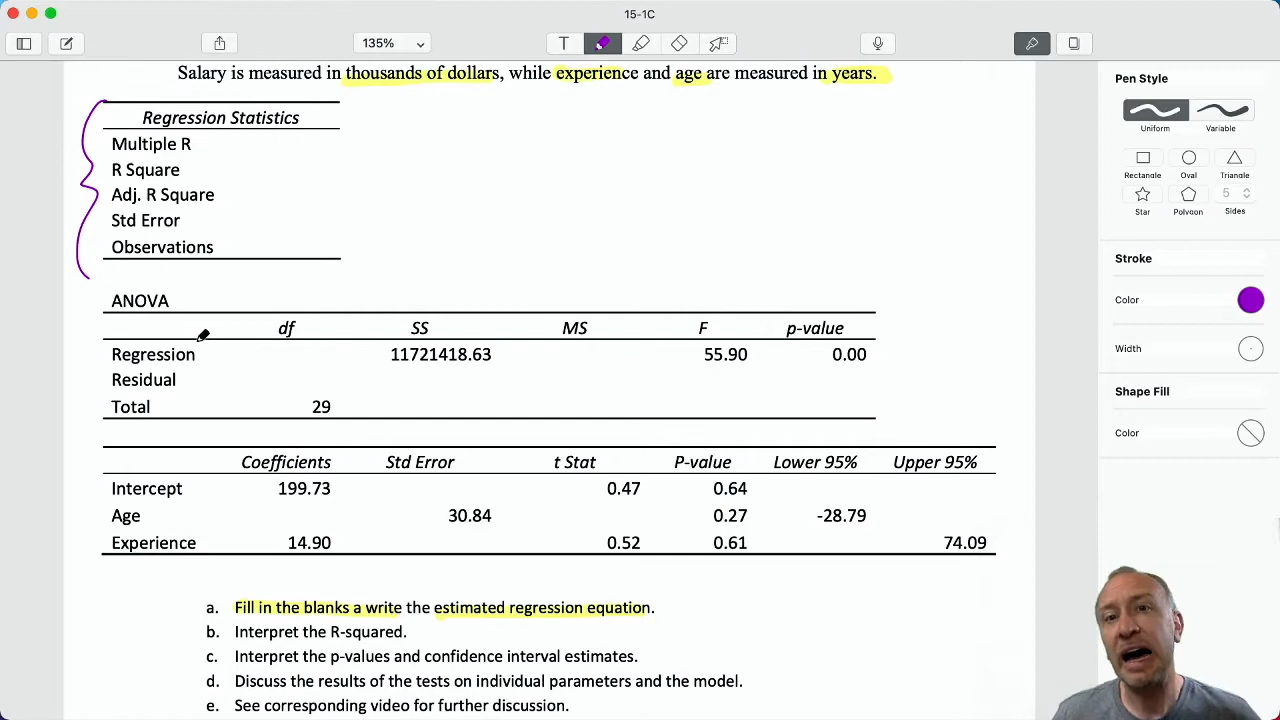 15-1C
135%
T
Salary is measured in thousands of dollars, while experience and age are measured in years.
Regression Statistics
Multiple R
R Square
Adj. R Square
Std Error
Observations
ANOVA
df SS MS F p-value
Regression 11721418.63 55.90 0.00
Residual
Total 29
Coefficients Std Error t Stat P-value Lower 95% Upper 95%
Intercept 199.73 0.47 0.64
Age 30.84 0.27 -28.79
Experience 14.90 0.52 0.61 74.09
a. Fill in the blanks a write the estimated regression equation.
b. Interpret the R-squared.
c. Interpret the p-values and confidence interval estimates.
d. Discuss the results of the tests on individual parameters and the model.
e. See corresponding video for further discussion.
Pen Style
Uniform Variable
Rectangle Oval Triangle
5
Star Polygon Sides
Stroke
Color
Width
Shape Fill
Color